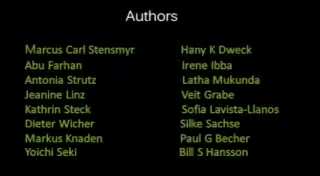 Authors
Marcus Carl Stensmyr
Abu Farhan
Antonia Strutz
Jeanine Linz
Kathrin Steck
Dieter Wicher
Markus Knaden
Yoichi Seki
Hany K Dweck
Irene Ibba
Latha Mukunda
Veit Grabe
Sofia Lavista-Llanos
Silke Sachse
Paul G Becher
Bill S Hansson